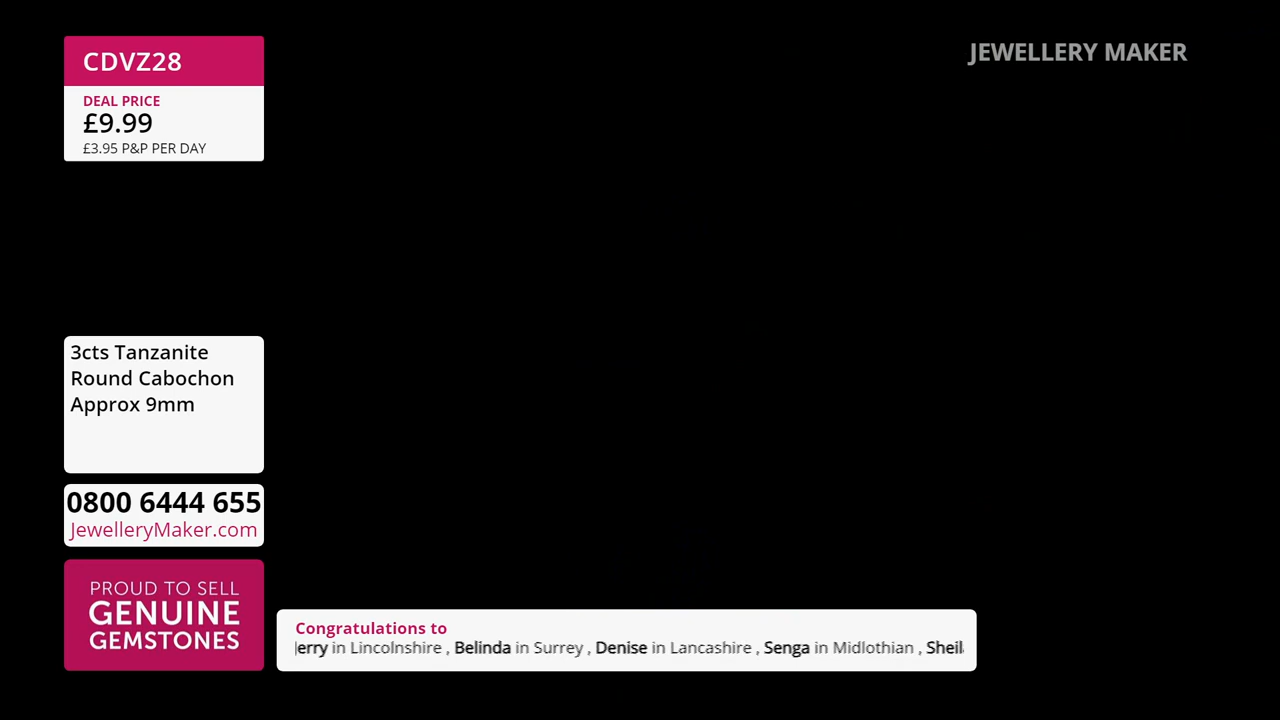 CDVZ28
DEAL PRICE
£9.99
£3.95 P&P PER DAY
JEWELLERY MAKER
3cts Tanzanite
Round Cabochon
Approx 9mm
0800 6444 655
JewelleryMaker.com
PROUD TO SELL
GENUINE
GEMSTONES
Congratulations to
in Lincolnshire , Belinda in Surrey , Denise in Lancashire , Senga in Midlothian ,